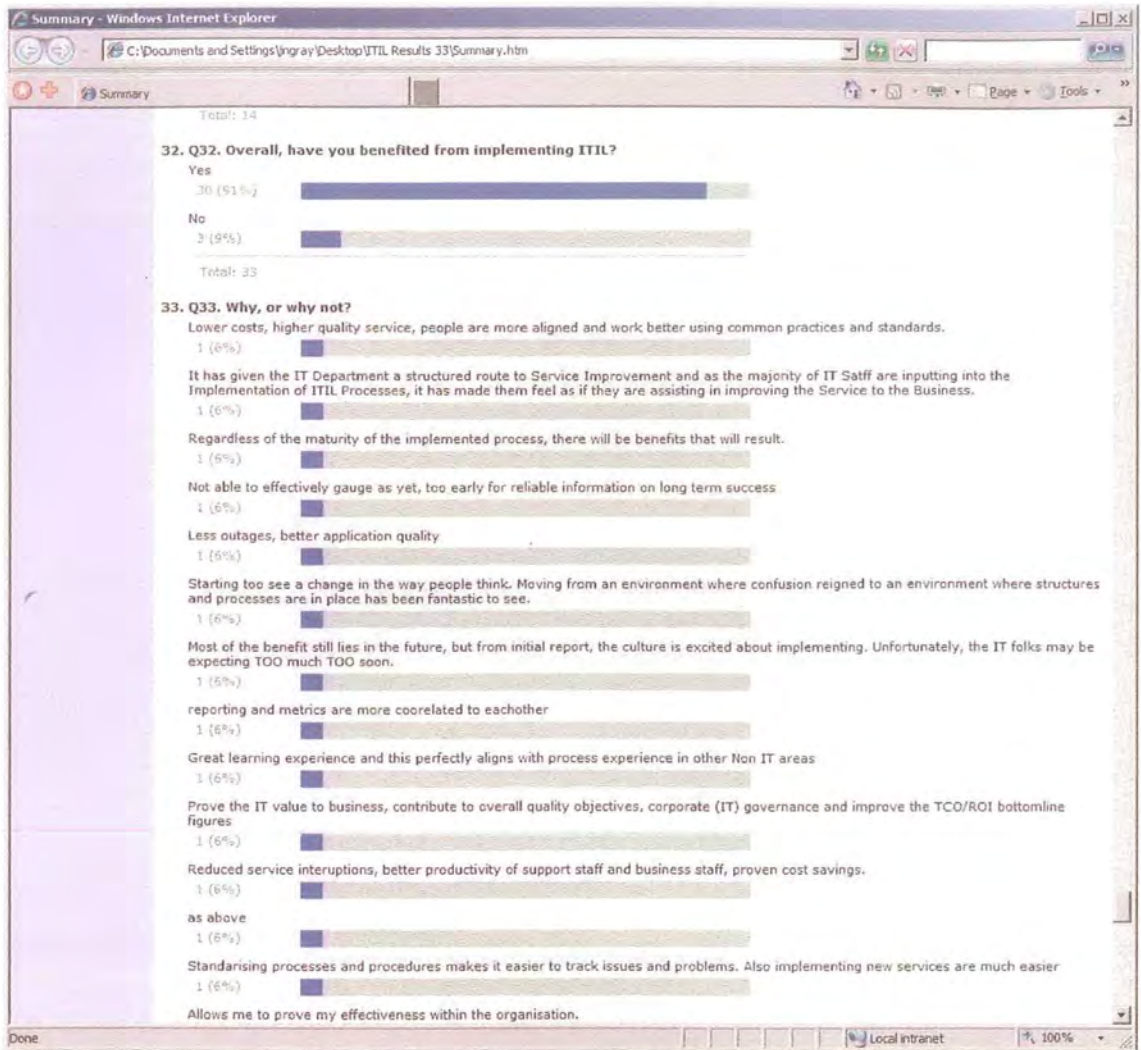 Summary - Windows Internet Explorer
C:\Documents and Settings\ingray\Desktop\ITIL Results 33\Summary.htm
Summary
Page
Tools
Total: 14
32. Q32. Overall, have you benefited from implementing ITIL?
Yes
30 (91%)
No
3 (9%)
Total: 33
33. Q33. Why, or why not?
Lower costs, higher quality service, people are more aligned and work better using common practices and standards.
1 (6%)
It has given the IT Department a structured route to Service Improvement and as the majority of IT Satff are inputting into the
Implementation of ITIL Processes, it has made them feel as if they are assisting in improving the Service to the Business.
1 (6%)
Regardless of the maturity of the implemented process, there will be benefits that will result.
1 (6%)
Not able to effectively gauge as yet, too early for reliable information on long term success
1 (6%)
Less outages, better application quality
1 (6%)
Starting too see a change in the way people think. Moving from an environment where confusion reigned to an environment where structures
and processes are in place has been fantastic to see.
1 (6%)
Most of the benefit still lies in the future, but from initial report, the culture is excited about implementing. Unfortunately, the IT folks may be
expecting TOO much TOO soon.
1 (6%)
reporting and metrics are more coorelated to eachother
1 (6%)
Great learning experience and this perfectly aligns with process experience in other Non IT areas
1 (6%)
Prove the IT value to business, contribute to overall quality objectives, corporate (IT) governance and improve the TCO/ROI bottomline
figures
1 (6%)
Reduced service interuptions, better productivity of support staff and business staff, proven cost savings.
1 (6%)
as above
1 (6%)
Standarising processes and procedures makes it easier to track issues and problems. Also implementing new services are much easier
1 (6%)
Allows me to prove my effectiveness within the organisation.
Done
Local intranet
100%